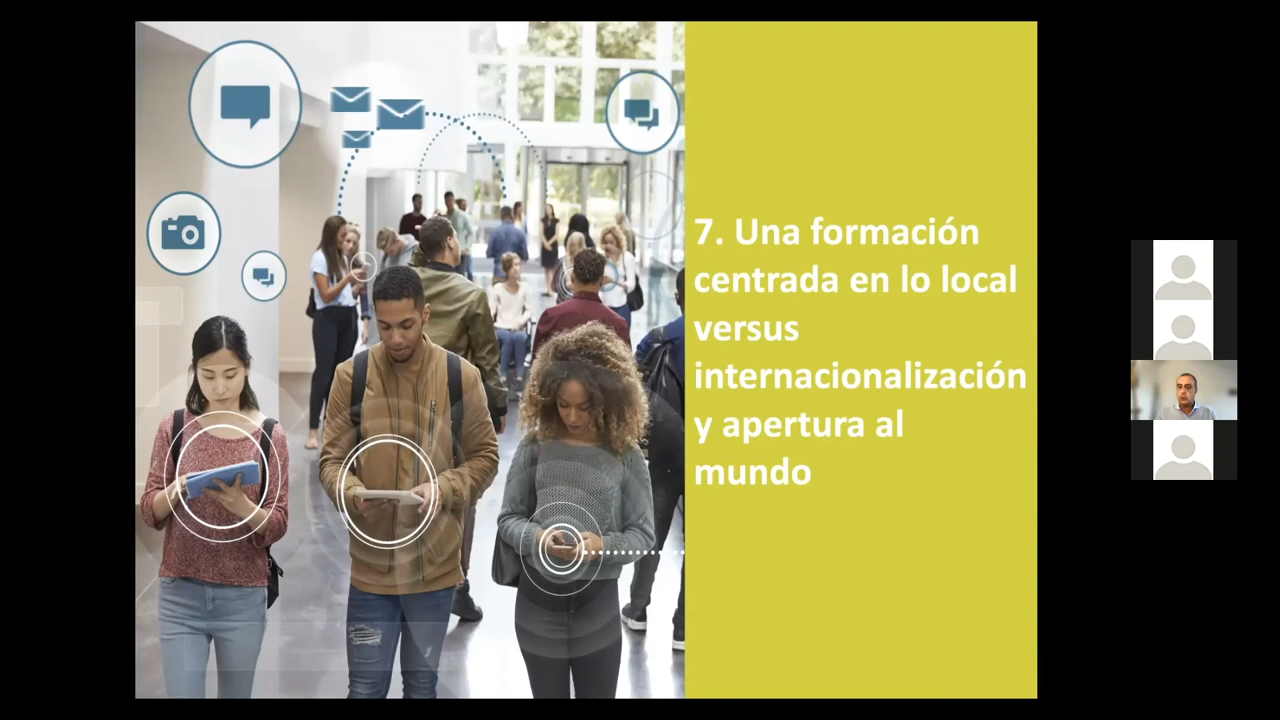 7. Una formación
centrada en lo local
versus
internacionalización
y apertura al
mundo